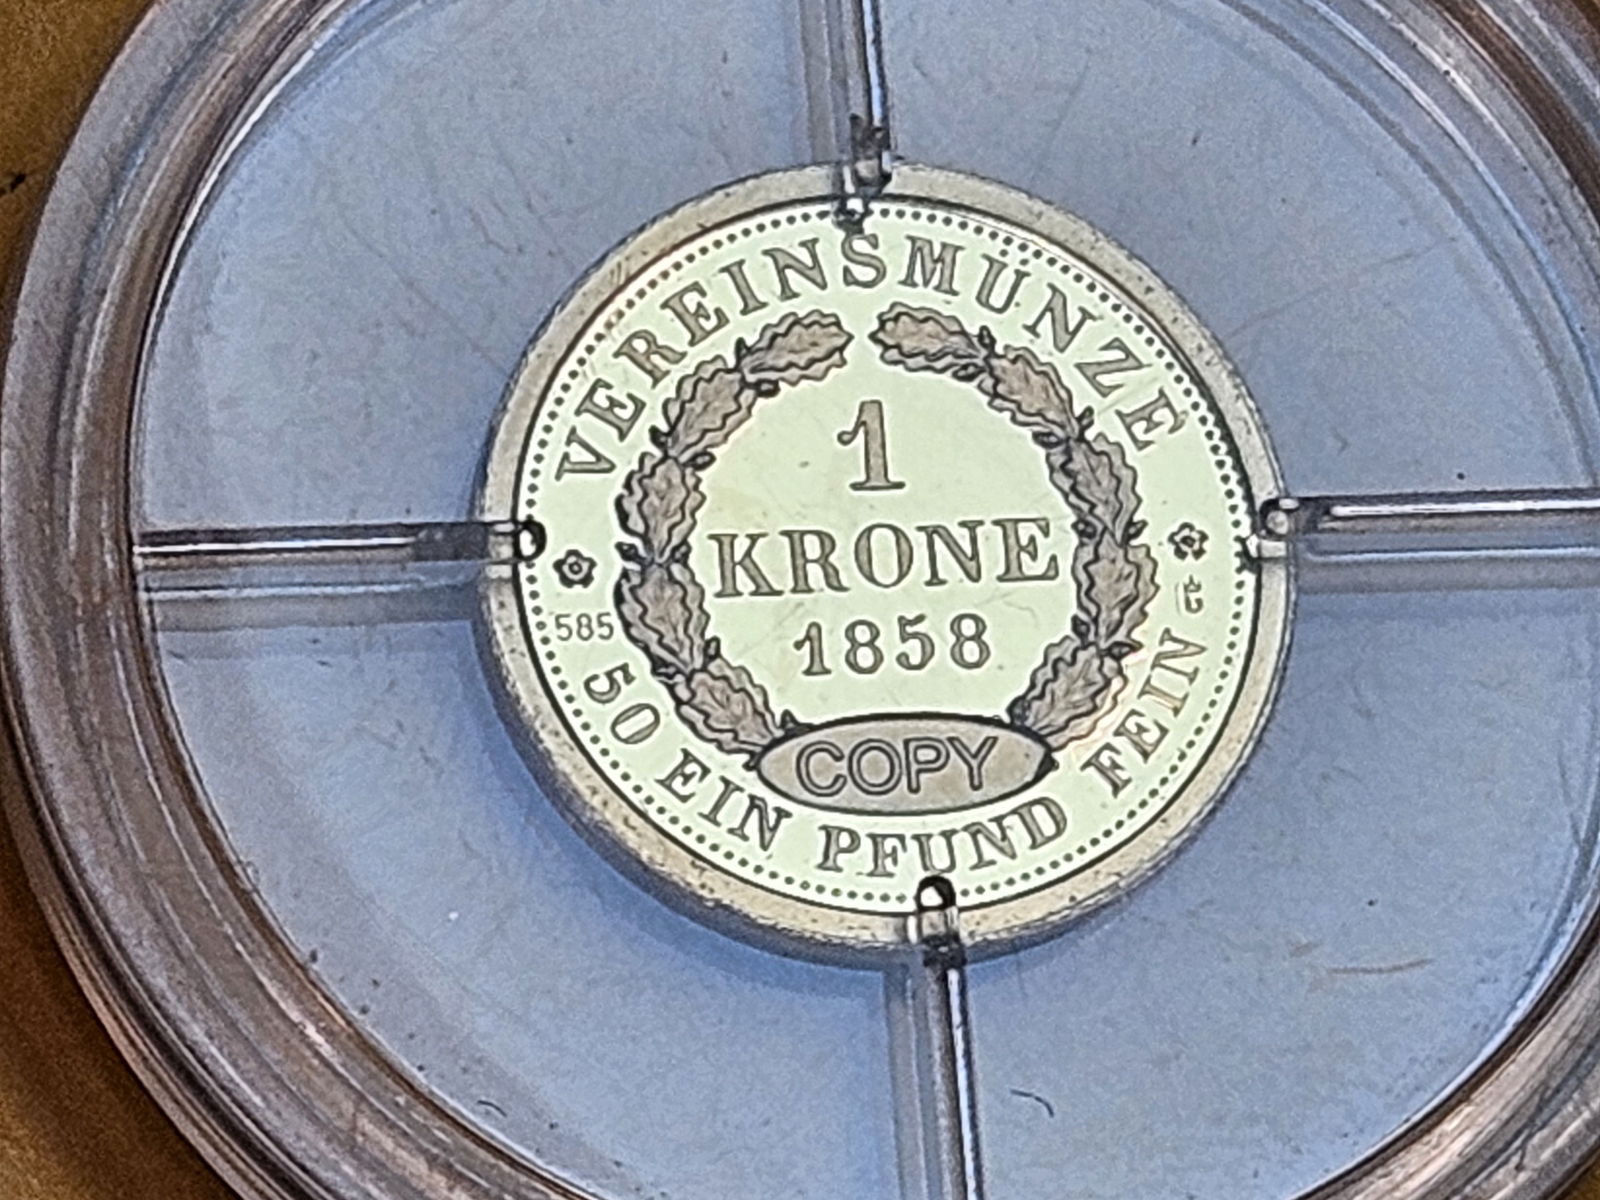 VEREINSMÜNZE
1
KRONE
1858
585
COPY
50 EIN PFUND FEIN